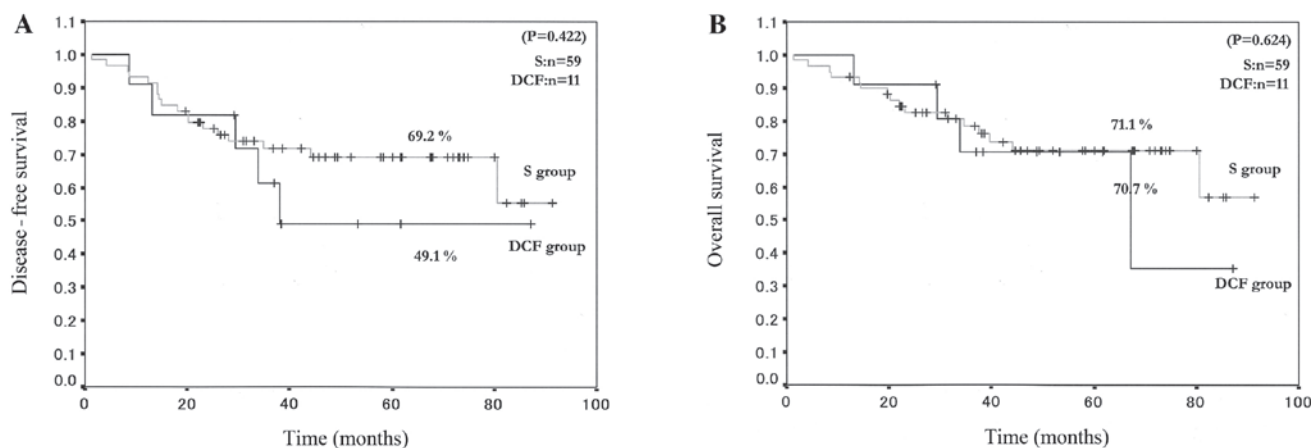 A
Disease - free survival
1.1
1.0
0.9
0.8
0.7
0.6
0.5
0.4
0.3
0.2
0.1
0.0
(P=0.422)
S:n=59
DCF:n=11
69.2 %
S group
DCF group
49.1 %
0 20 40 60 80 100
Time (months)
B
Overall survival
1.1
1.0
0.9
0.8
0.7
0.6
0.5
0.4
0.3
0.2
0.1
0.0
(P=0.624)
S:n=59
DCF:n=11
71.1 %
S group
70.7 %
DCF group
0 20 40 60 80 100
Time (months)